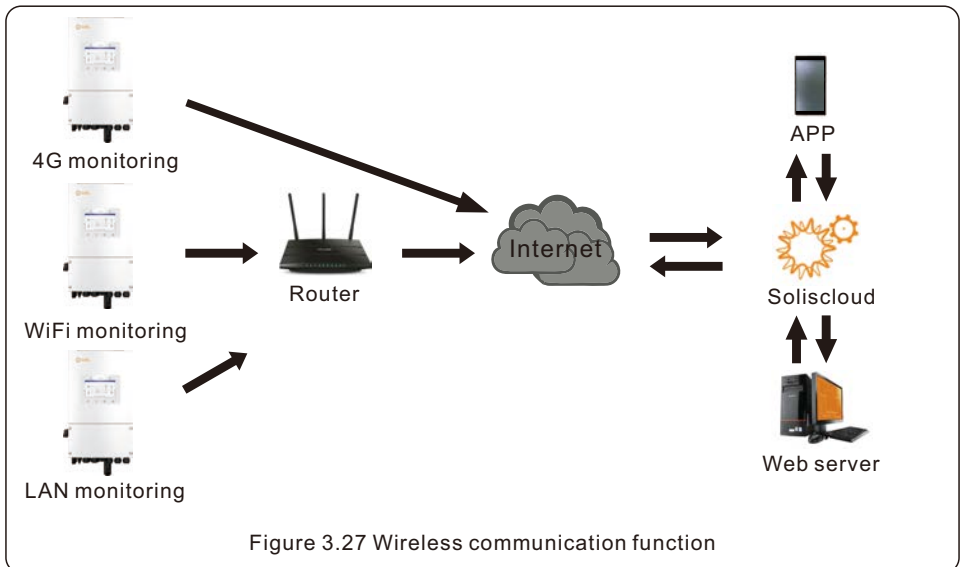 4G monitoring
WiFi monitoring
LAN monitoring
Router
Internet
APP
Soliscloud
Web server
Figure 3.27 Wireless communication function